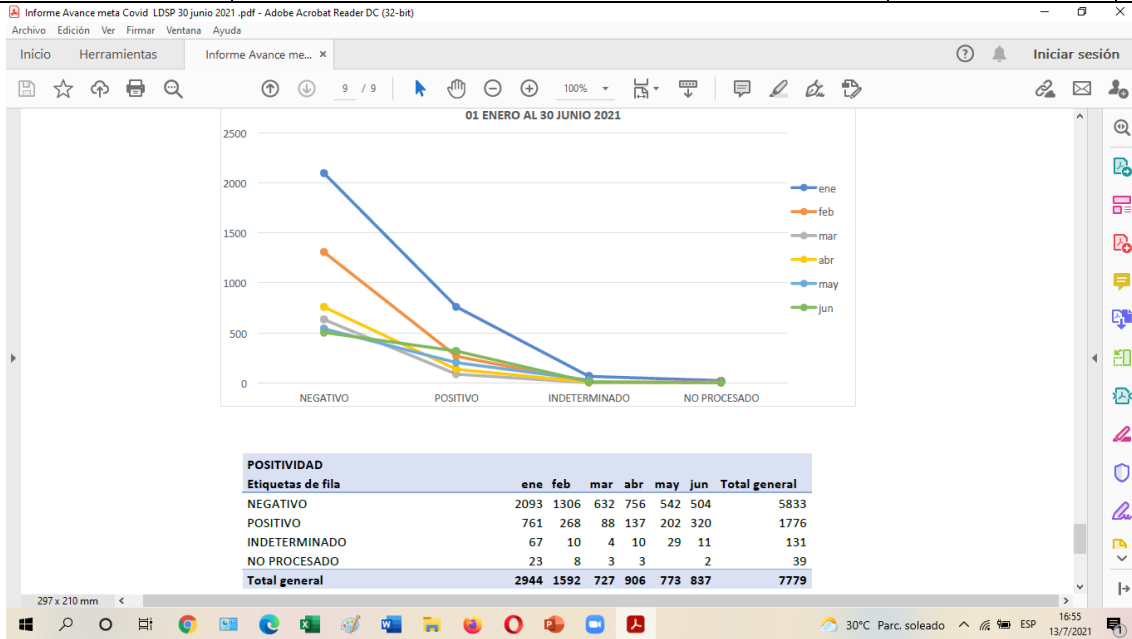 Informe Avance meta Covid LDSP 30 junio 2021 .pdf - Adobe Acrobat Reader DC (32-bit)
Archivo Edición Ver Firmar Ventana Ayuda
Inicio Herramientas Informe Avance me... × Iniciar sesión
9 / 9 100%
01 ENERO AL 30 JUNIO 2021
2500
2000
1500
1000
500
0
NEGATIVO POSITIVO INDETERMINADO NO PROCESADO
ene
feb
mar
abr
may
jun
POSITIVIDAD
Etiquetas de fila ene feb mar abr may jun Total general
NEGATIVO 2093 1306 632 756 542 504 5833
POSITIVO 761 268 88 137 202 320 1776
INDETERMINADO 67 10 4 10 29 11 131
NO PROCESADO 23 8 3 3 2 39
Total general 2944 1592 727 906 773 837 7779
297 x 210 mm
30°C Parc. soleado ESP 16:55
13/7/2021